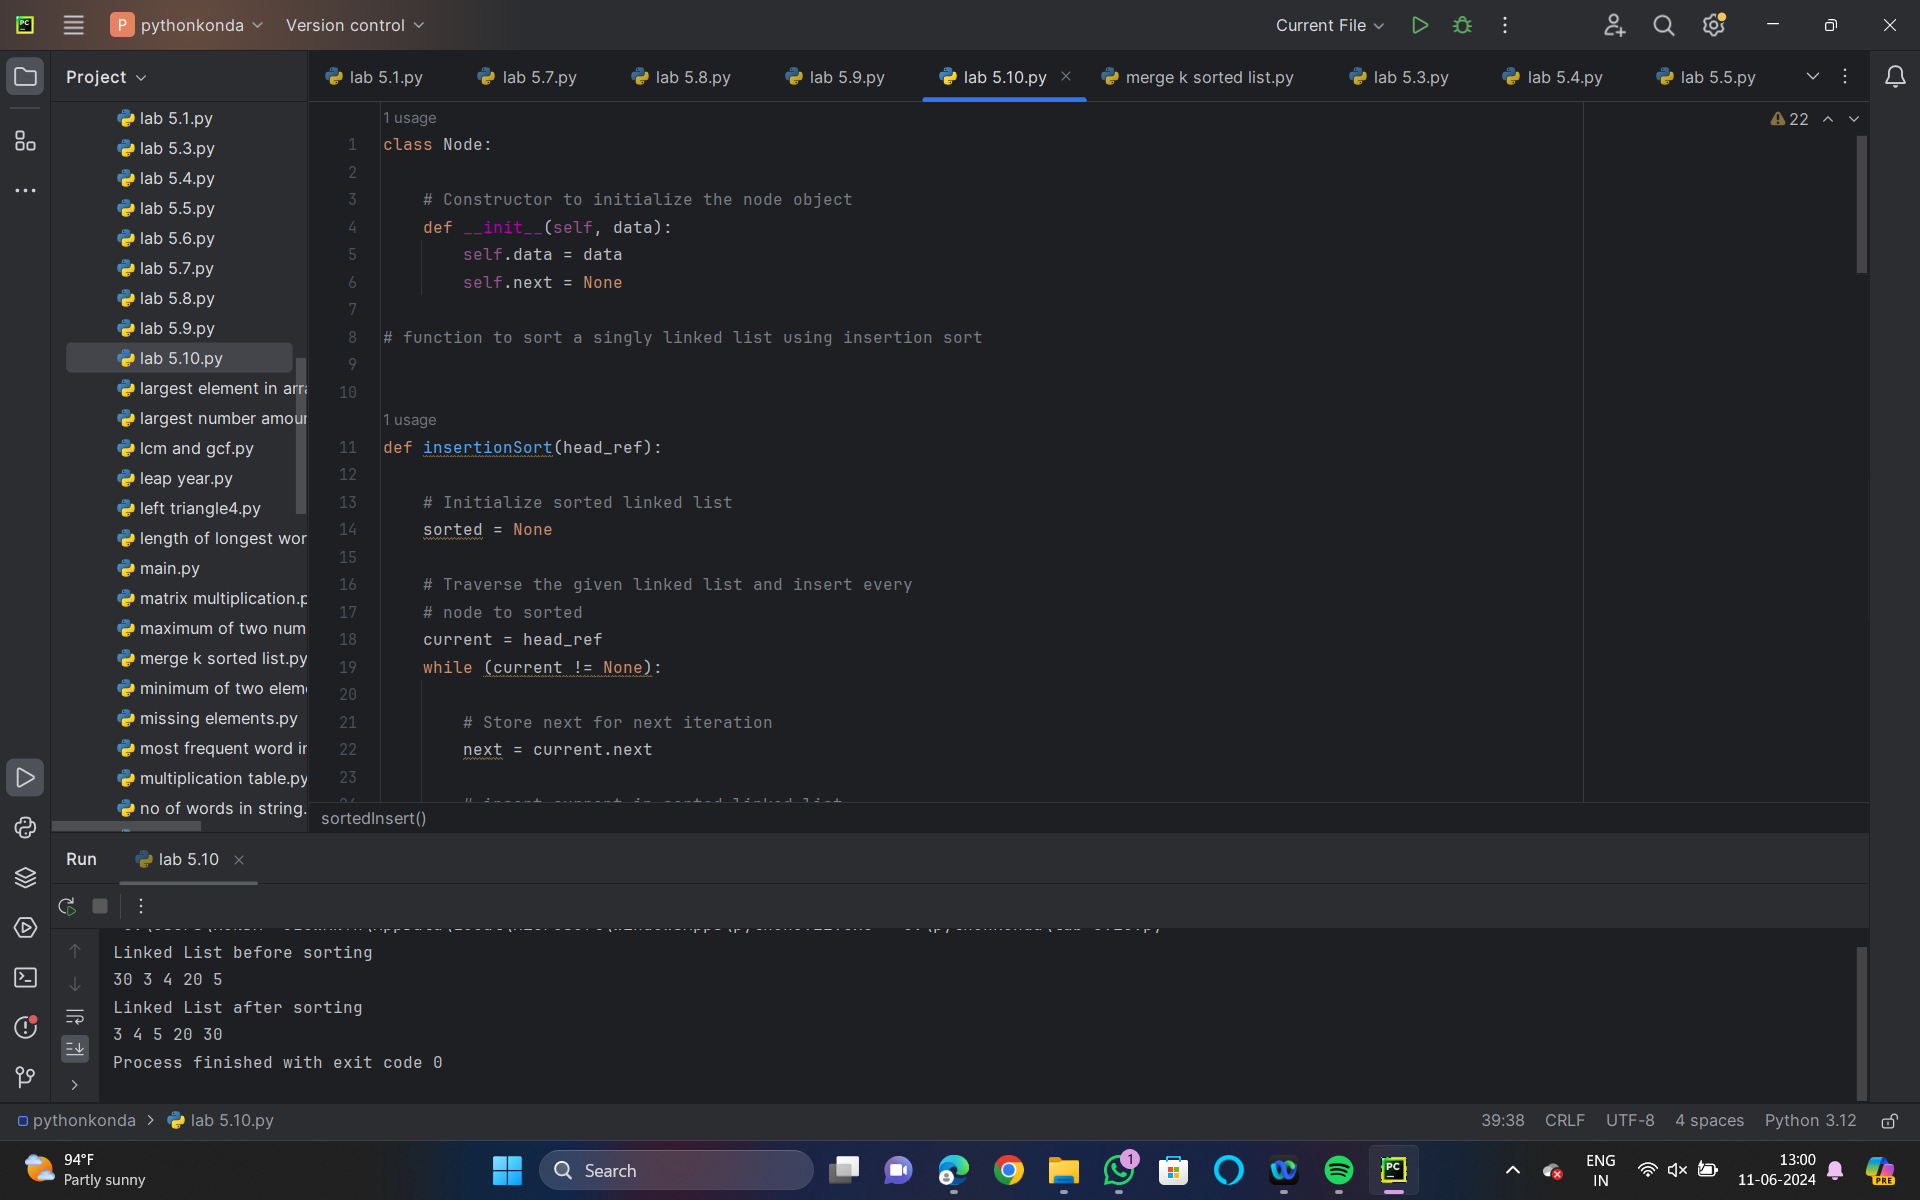 PC
P pythonkonda
Version control
Current File
Project
lab 5.1.py
lab 5.7.py
lab 5.8.py
lab 5.9.py
lab 5.10.py
merge k sorted list.py
lab 5.3.py
lab 5.4.py
lab 5.5.py
lab 5.1.py
lab 5.3.py
lab 5.4.py
lab 5.5.py
lab 5.6.py
lab 5.7.py
lab 5.8.py
lab 5.9.py
lab 5.10.py
largest element in arra
largest number amour
lcm and gcf.py
leap year.py
left triangle4.py
length of longest wor
main.py
matrix multiplication.p
maximum of two num
merge k sorted list.py
minimum of two eleme
missing elements.py
most frequent word in
multiplication table.py
no of words in string.
22
1 usage
1 class Node:
2
3 # Constructor to initialize the node object
4 def __init__(self, data):
5 self.data = data
6 self.next = None
7
8 # function to sort a singly linked list using insertion sort
9
10
1 usage
11 def insertionSort(head_ref):
12
13 # Initialize sorted linked list
14 sorted = None
15
16 # Traverse the given linked list and insert every
17 # node to sorted
18 current = head_ref
19 while (current != None):
20
21 # Store next for next iteration
22 next = current.next
23
24 # insert current in sorted linked list
sortedInsert()
Run
lab 5.10
Linked List before sorting
30 3 4 20 5
Linked List after sorting
3 4 5 20 30
Process finished with exit code 0
pythonkonda > lab 5.10.py
39:38 CRLF UTF-8 4 spaces Python 3.12
94°F
Partly sunny
Search
1
PC
ENG
IN
13:00
11-06-2024
PRE